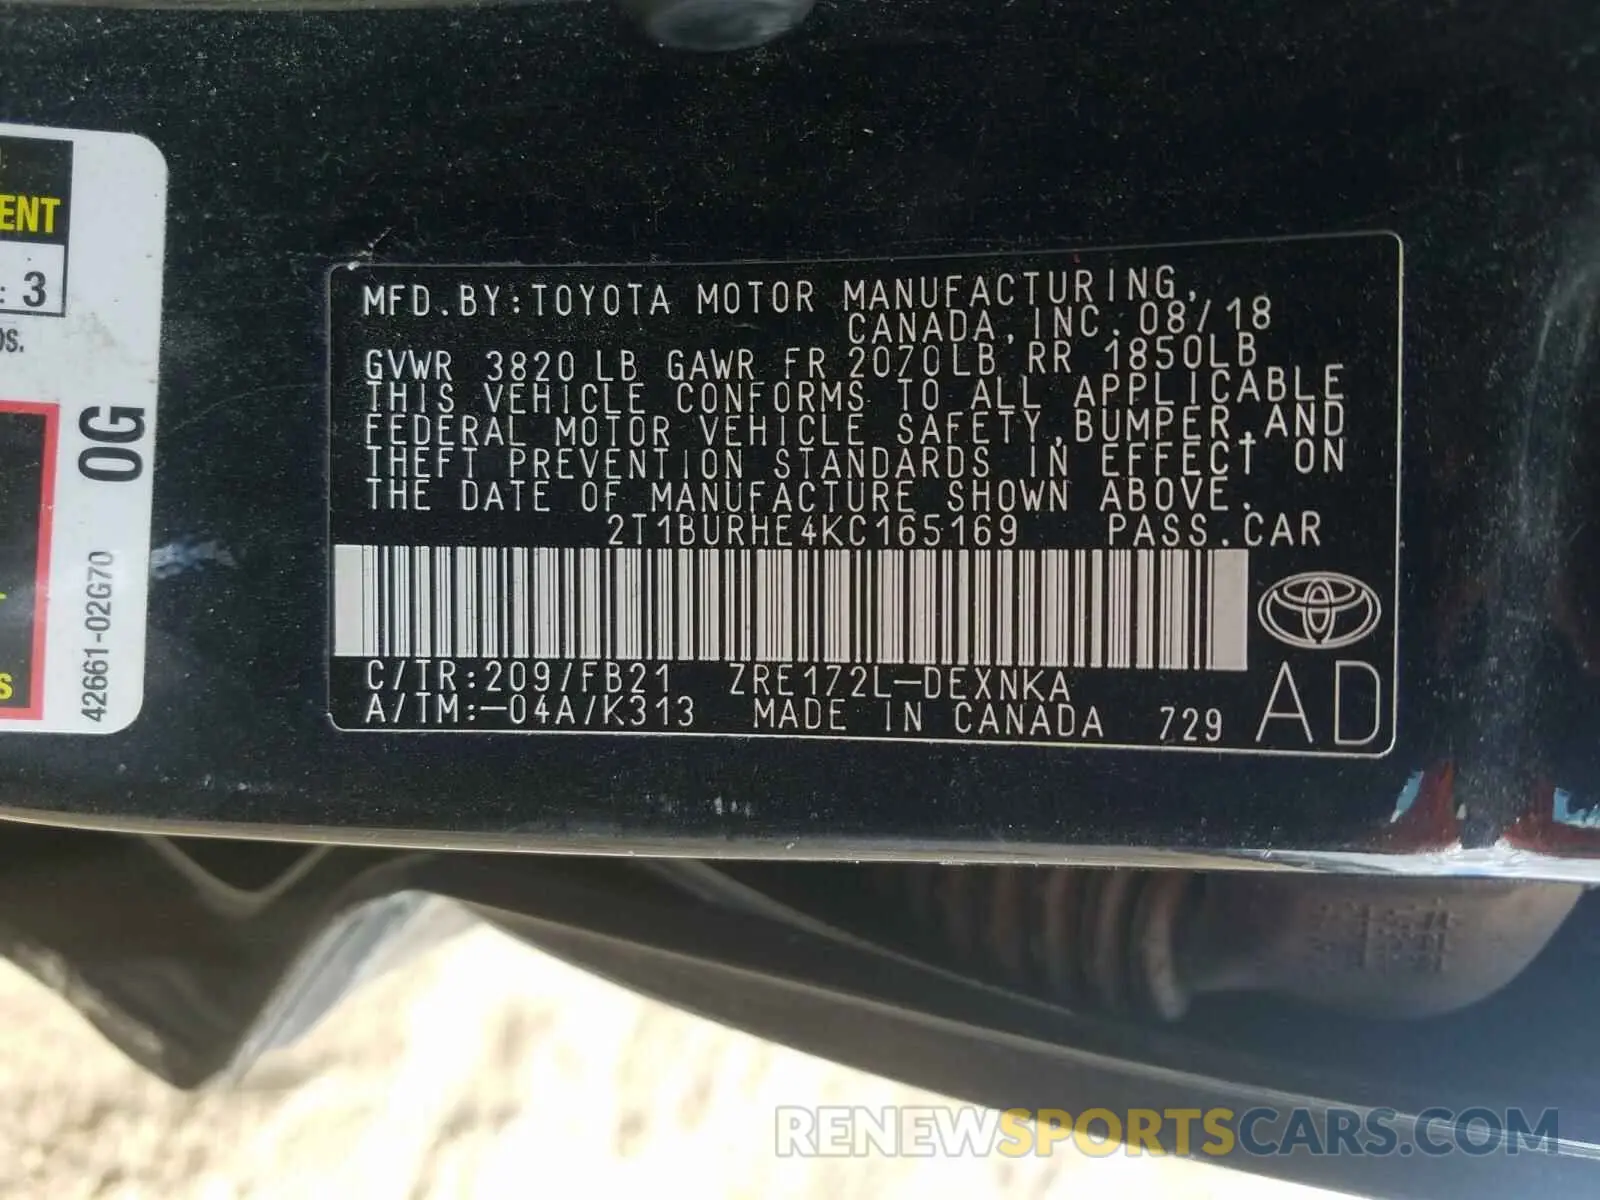 ENT
: 3
OS.
0G
42661-02G70
S
MFD.BY:TOYOTA MOTOR MANUFACTURING,
CANADA,INC. 08/18
GVWR 3820 LB GAWR FR 2070LB RR 1850LB
THIS VEHICLE CONFORMS TO ALL APPLICABLE
FEDERAL MOTOR VEHICLE SAFETY,BUMPER,AND
THEFT PREVENTION STANDARDS IN EFFECT ON
THE DATE OF MANUFACTURE SHOWN ABOVE.
2T1BURHE4KC165169 PASS.CAR
C/TR:209/FB21 ZRE172L-DEXNKA
A/TM:-04A/K313 MADE IN CANADA 729
AD
RENEWSPORTSCARS.COM